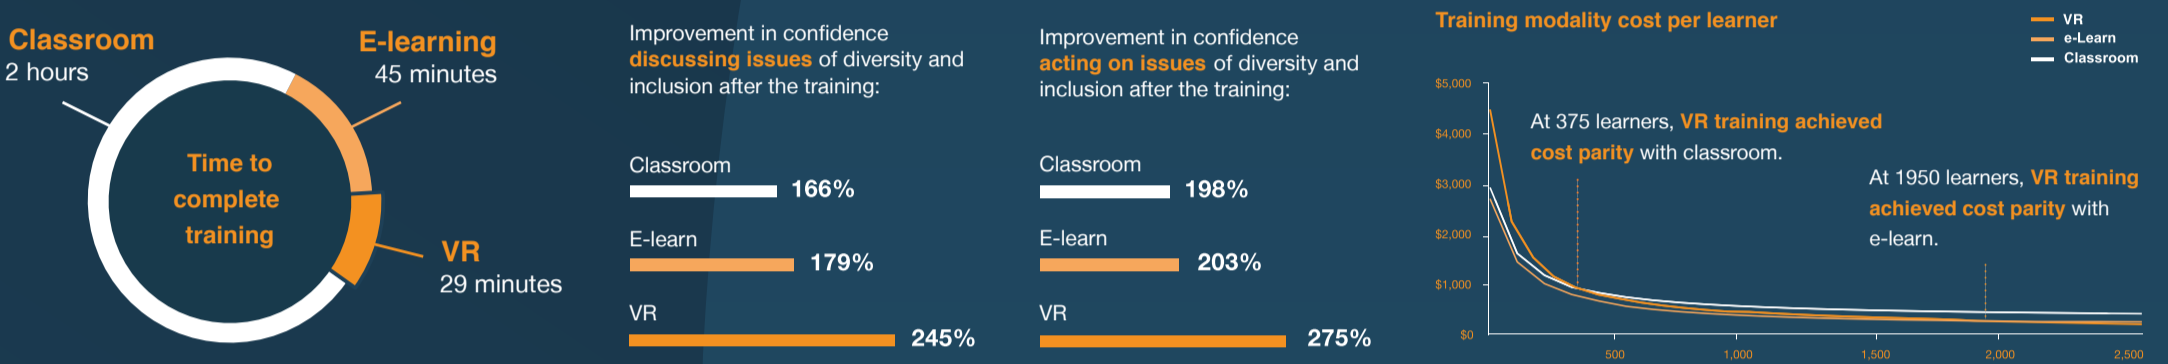 Classroom
2 hours
E-learning
45 minutes
Time to
complete
training
VR
29 minutes
Improvement in confidence
discussing issues of diversity and
inclusion after the training:
Classroom
166%
E-learn
179%
VR
245%
Improvement in confidence
acting on issues of diversity and
inclusion after the training:
Classroom
198%
E-learn
203%
VR
275%
Training modality cost per learner
VR
e-Learn
Classroom
$5,000
$4,000
$3,000
$2,000
$1,000
$0
At 375 learners, VR training achieved
cost parity with classroom.
At 1950 learners, VR training
achieved cost parity with
e-learn.
500
1,000
1,500
2,000
2,500